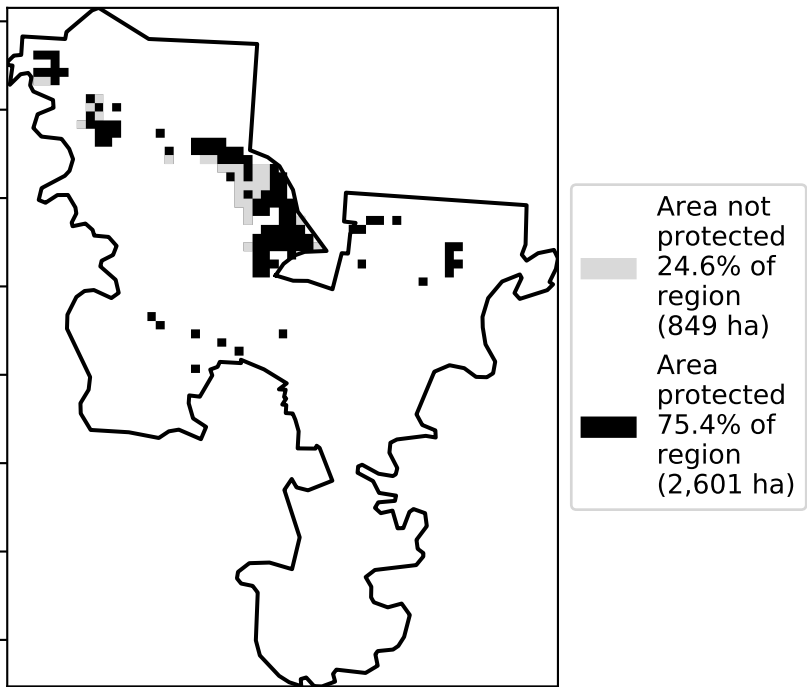 Area not
protected
24.6% of
region
(849 ha)
Area
protected
75.4% of
region
(2,601 ha)